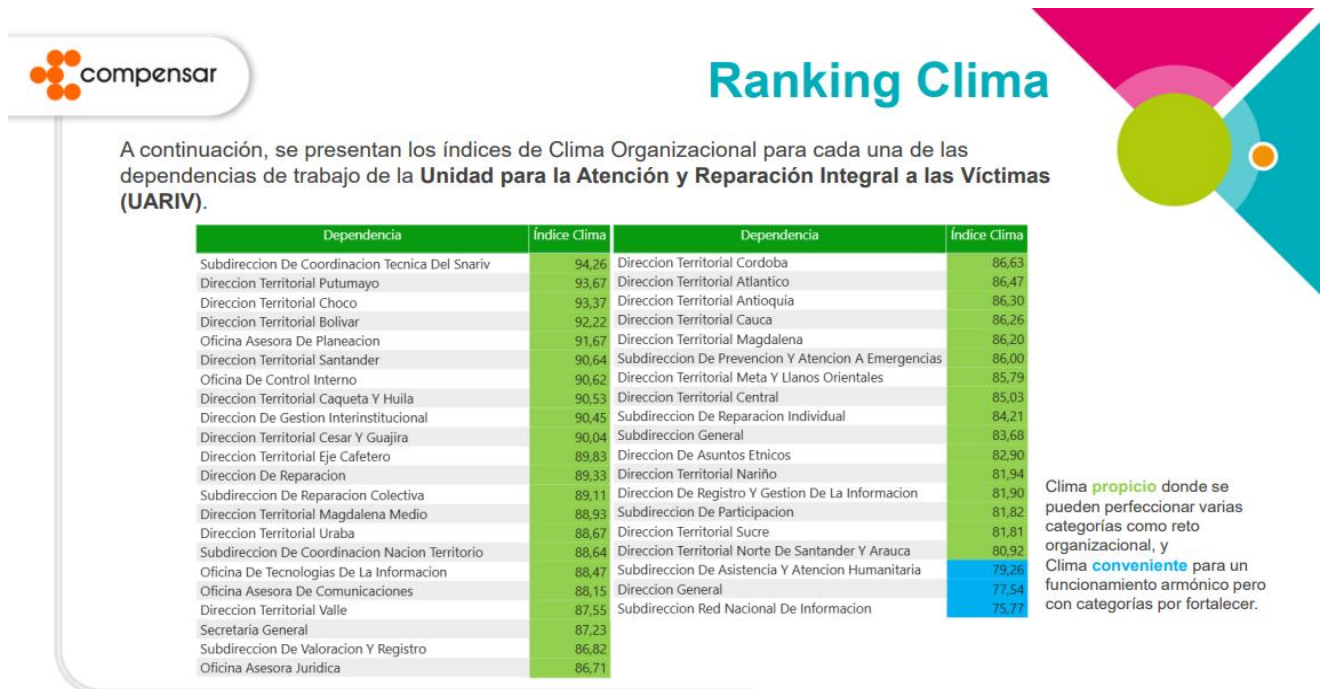 compensar
Ranking Clima
A continuación, se presentan los índices de Clima Organizacional para cada una de las
dependencias de trabajo de la Unidad para la Atención y Reparación Integral a las Víctimas
(UARIV).
Dependencia Índice Clima
Subdireccion De Coordinacion Tecnica Del Snariv 94,26
Direccion Territorial Putumayo 93,67
Direccion Territorial Choco 93,37
Direccion Territorial Bolivar 92,22
Oficina Asesora De Planeacion 91,67
Direccion Territorial Santander 90,64
Oficina De Control Interno 90,62
Direccion Territorial Caqueta Y Huila 90,53
Direccion De Gestion Interinstitucional 90,45
Direccion Territorial Cesar Y Guajira 90,04
Direccion Territorial Eje Cafetero 89,83
Direccion De Reparacion 89,33
Subdireccion De Reparacion Colectiva 89,11
Direccion Territorial Magdalena Medio 88,93
Direccion Territorial Uraba 88,67
Subdireccion De Coordinacion Nacion Territorio 88,64
Oficina De Tecnologias De La Informacion 88,47
Oficina Asesora De Comunicaciones 88,15
Direccion Territorial Valle 87,55
Secretaria General 87,23
Subdireccion De Valoracion Y Registro 86,82
Oficina Asesora Juridica 86,71
Dependencia Índice Clima
Direccion Territorial Cordoba 86,63
Direccion Territorial Atlantico 86,47
Direccion Territorial Antioquia 86,30
Direccion Territorial Cauca 86,26
Direccion Territorial Magdalena 86,20
Subdireccion De Prevencion Y Atencion A Emergencias 86,00
Direccion Territorial Meta Y Llanos Orientales 85,79
Direccion Territorial Central 85,03
Subdireccion De Reparacion Individual 84,21
Subdireccion General 83,68
Direccion De Asuntos Etnicos 82,90
Direccion Territorial Nariño 81,94
Direccion De Registro Y Gestion De La Informacion 81,90
Subdireccion De Participacion 81,82
Direccion Territorial Sucre 81,81
Direccion Territorial Norte De Santander Y Arauca 80,92
Subdireccion De Asistencia Y Atencion Humanitaria 79,26
Direccion General 77,54
Subdireccion Red Nacional De Informacion 75,77
Clima propicio donde se
pueden perfeccionar varias
categorías como reto
organizacional, y
Clima conveniente para un
funcionamiento armónico pero
con categorías por fortalecer.